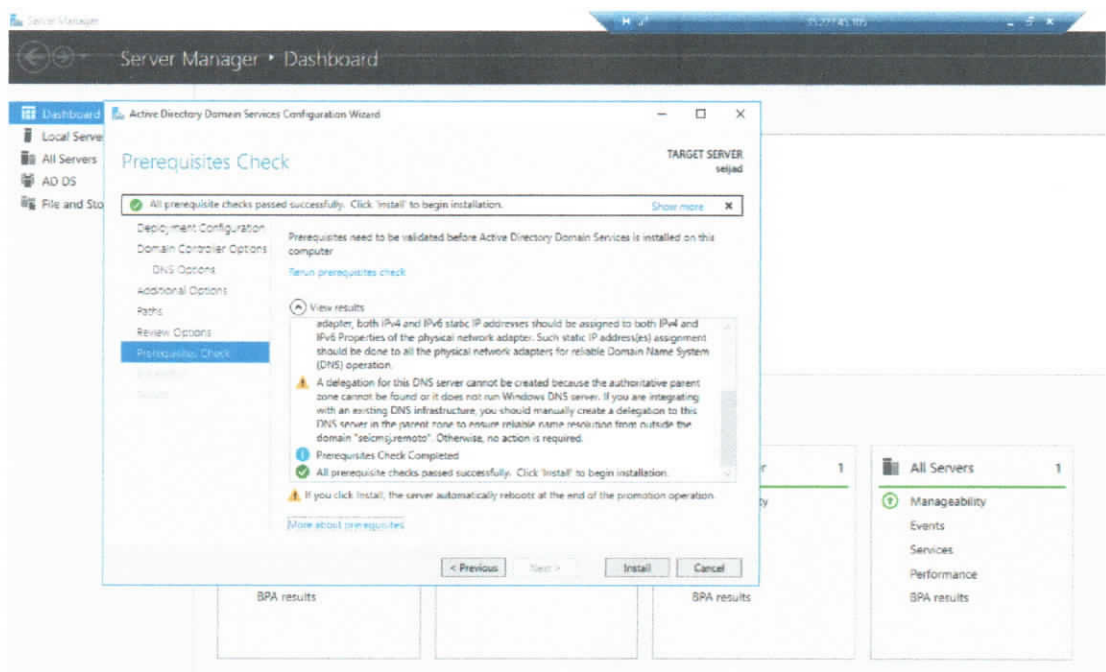 Server Manager
35.277.45.105
Server Manager • Dashboard
Dashboard
Local Serve
All Servers
AD DS
File and Sto
Active Directory Domain Services Configuration Wizard
Prerequisites Check
TARGET SERVER
seijad
All prerequisite checks passed successfully. Click 'Install' to begin installation.
Show more
Deployment Configuration
Domain Controller Options
DNS Options
Additional Options
Paths
Review Options
Prerequisites Check
Prerequisites need to be validated before Active Directory Domain Services is installed on this
computer
Rerun prerequisites check
View results
adapter, both IPv4 and IPv6 static IP addresses should be assigned to both IPv4 and
IPv6 Properties of the physical network adapter. Such static IP address(es) assignment
should be done to all the physical network adapters for reliable Domain Name System
(DNS) operation.
A delegation for this DNS server cannot be created because the authoritative parent
zone cannot be found or it does not run Windows DNS server. If you are integrating
with an existing DNS infrastructure, you should manually create a delegation to this
DNS server in the parent zone to ensure reliable name resolution from outside the
domain "seicmsj.remoto". Otherwise, no action is required.
Prerequisites Check Completed
All prerequisite checks passed successfully. Click 'Install' to begin installation.
If you click Install, the server automatically reboots at the end of the promotion operation.
More about prerequisites
< Previous
Next >
Install
Cancel
r 1
ty
BPA results
BPA results
All Servers 1
Manageability
Events
Services
Performance
BPA results